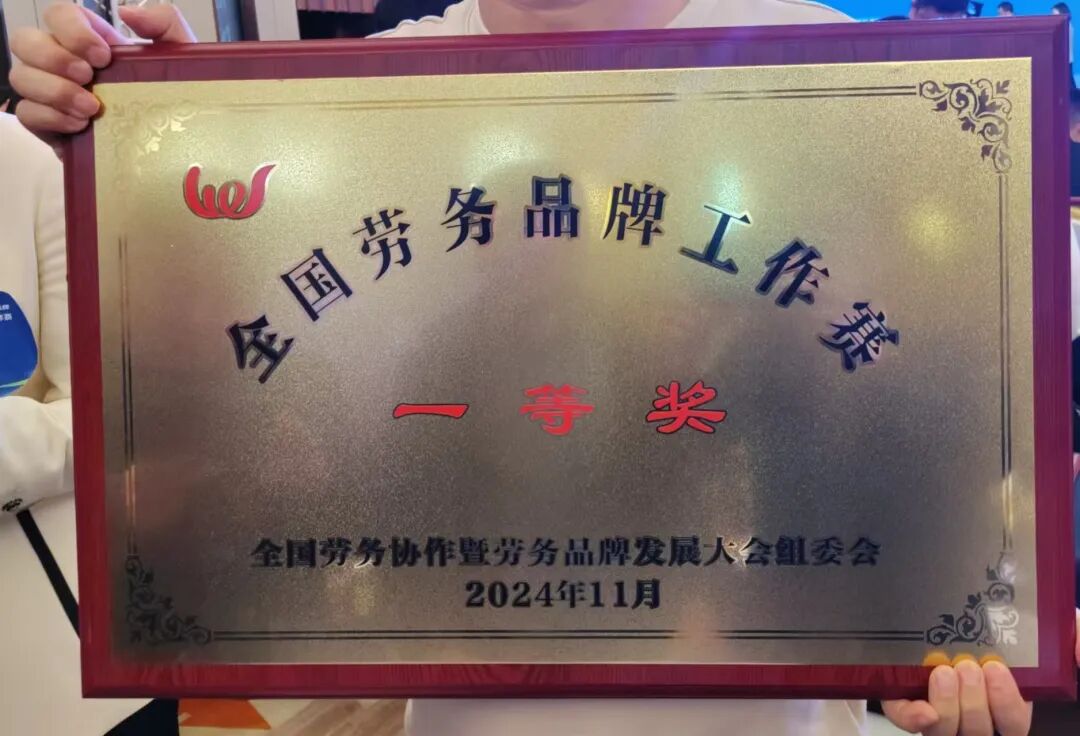 全国劳务品牌工作赛
一等奖
全国劳务协作暨劳务品牌发展大会组委会
2024年11月